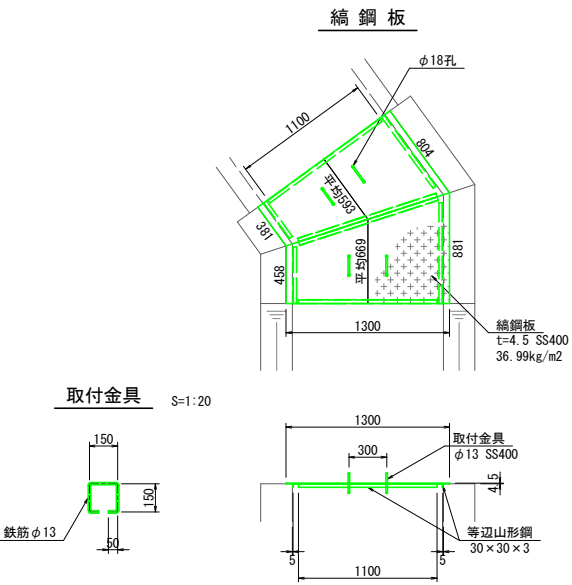 縞鋼板
φ18孔
1100
804
平均593
381
平均669
881
458
1300
縞鋼板
t=4.5 SS400
36.99kg/m2
取付金具 S=1:20
150
150
50
鉄筋φ13
1300
300
取付金具
φ13 SS400
4.5
5
5
1100
等辺山形鋼
30×30×3